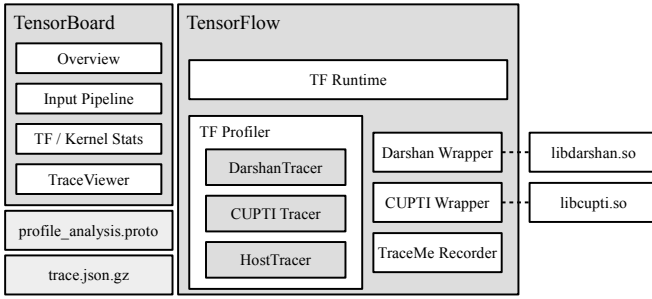 TensorBoard
Overview
Input Pipeline
TF / Kernel Stats
TraceViewer
profile_analysis.proto
trace.json.gz
TensorFlow
TF Runtime
TF Profiler
DarshanTracer
CUPTI Tracer
HostTracer
Darshan Wrapper
CUPTI Wrapper
TraceMe Recorder
libdarshan.so
libcupti.so